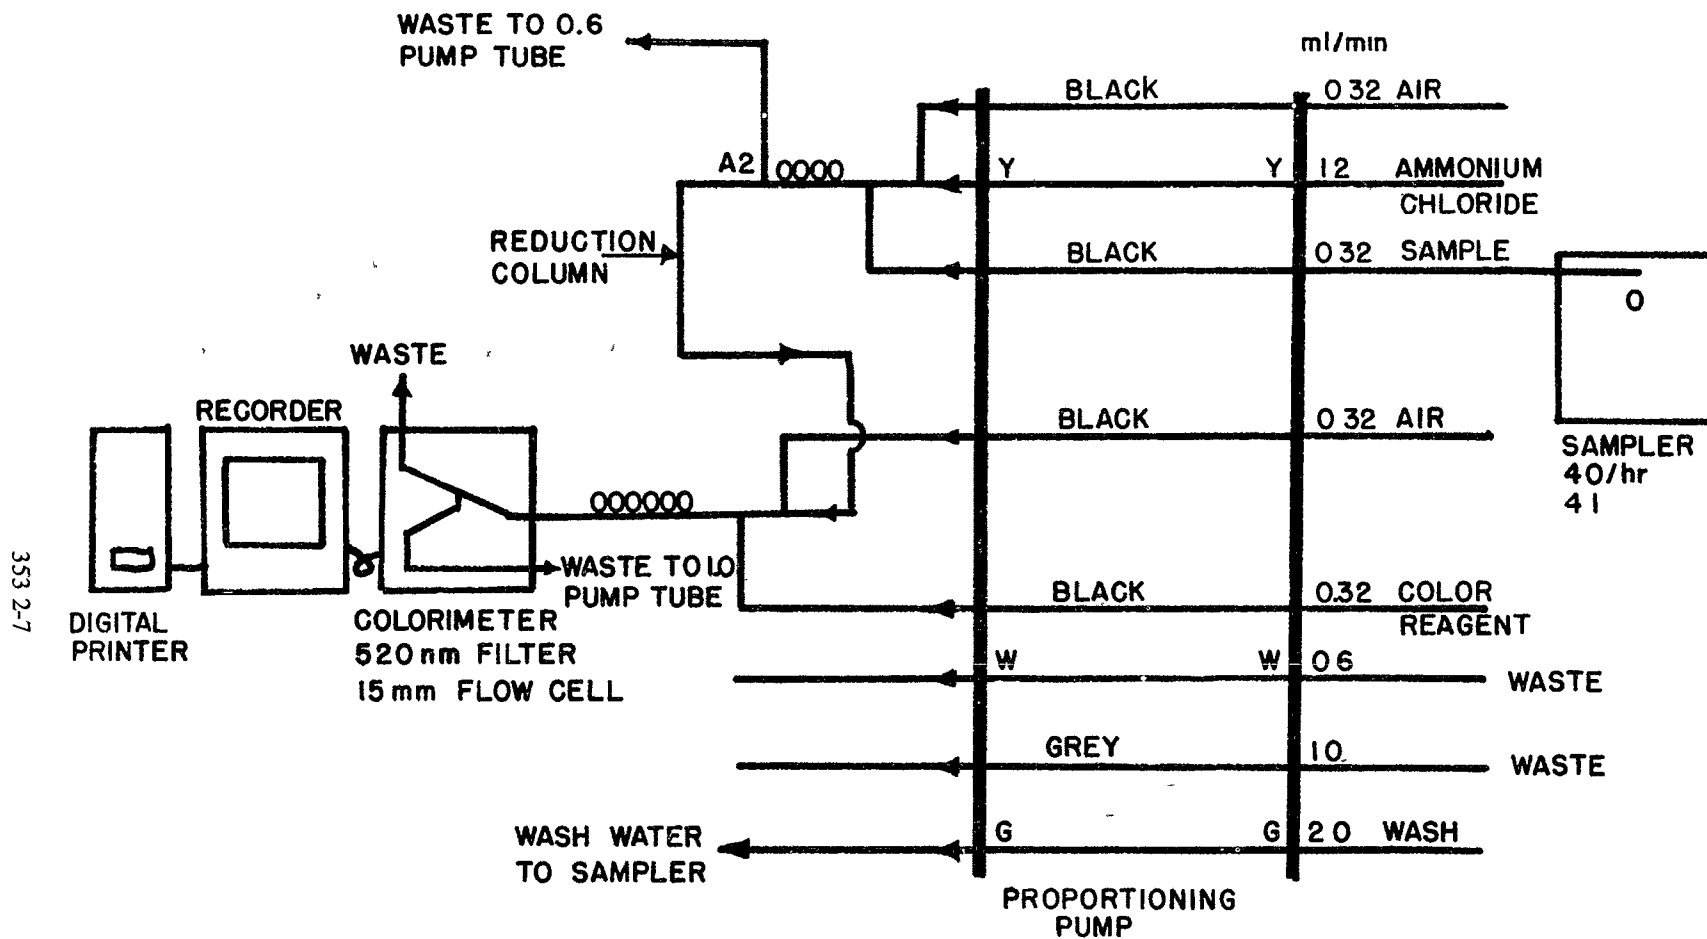 WASTE TO 0.6
PUMP TUBE
ml/min
BLACK
0 32 AIR
A2
0000
Y
Y
1 2
AMMONIUM
CHLORIDE
REDUCTION
COLUMN
BLACK
0 32
SAMPLE
0
WASTE
RECORDER
BLACK
0 32 AIR
SAMPLER
40/hr
4 1
000000
WASTE TO 1.0
PUMP TUBE
BLACK
0.32
COLOR
REAGENT
353 2-7
DIGITAL
PRINTER
COLORIMETER
520 nm FILTER
15 mm FLOW CELL
W
W
0 6
WASTE
GREY
1 0
WASTE
WASH WATER
TO SAMPLER
G
G
2 0
WASH
PROPORTIONING
PUMP